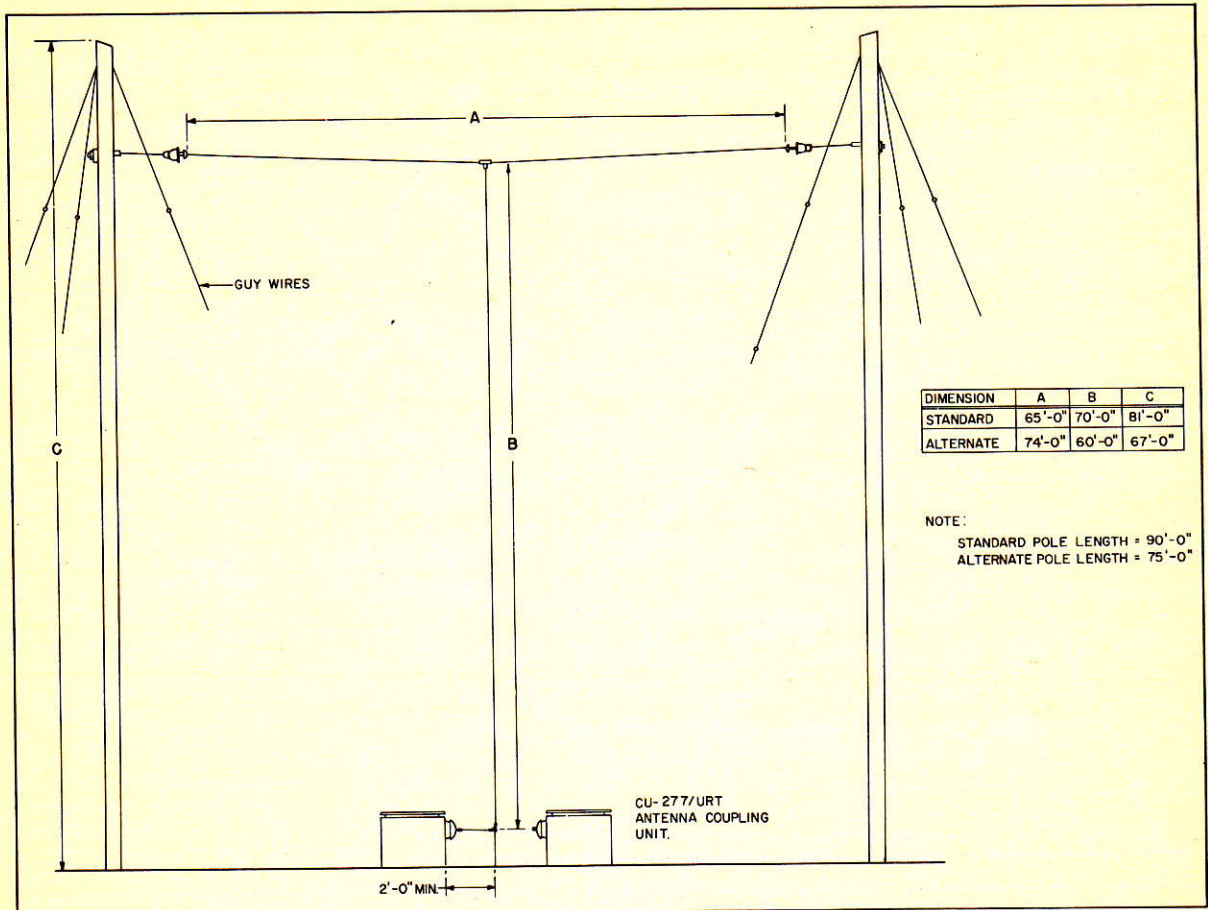 A
GUY WIRES
C
B
DIMENSION A B C
STANDARD 65'-0" 70'-0" 81'-0"
ALTERNATE 74'-0" 60'-0" 67'-0"
NOTE:
STANDARD POLE LENGTH = 90'-0"
ALTERNATE POLE LENGTH = 75'-0"
CU-277/URT
ANTENNA COUPLING
UNIT.
2'-0" MIN.